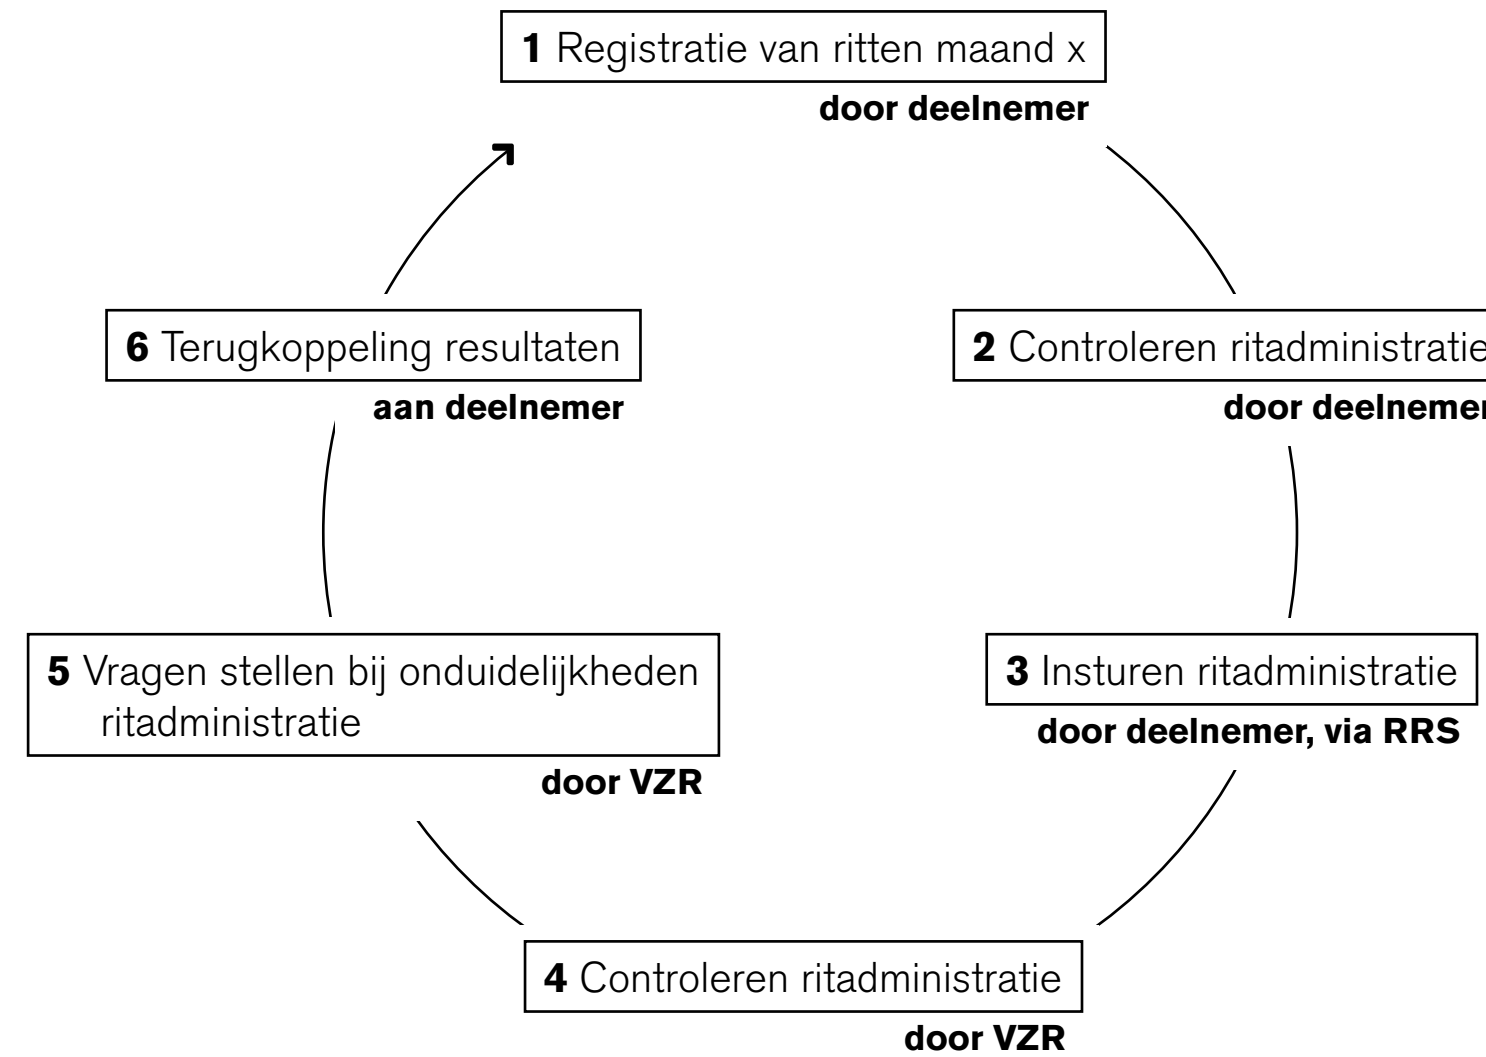 1 Registratie van ritten maand x
door deelnemer
2 Controleren ritadministratie
door deelnemer
3 Insturen ritadministratie
door deelnemer, via RRS
4 Controleren ritadministratie
door VZR
5 Vragen stellen bij onduidelijkheden
ritadministratie
door VZR
6 Terugkoppeling resultaten
aan deelnemer